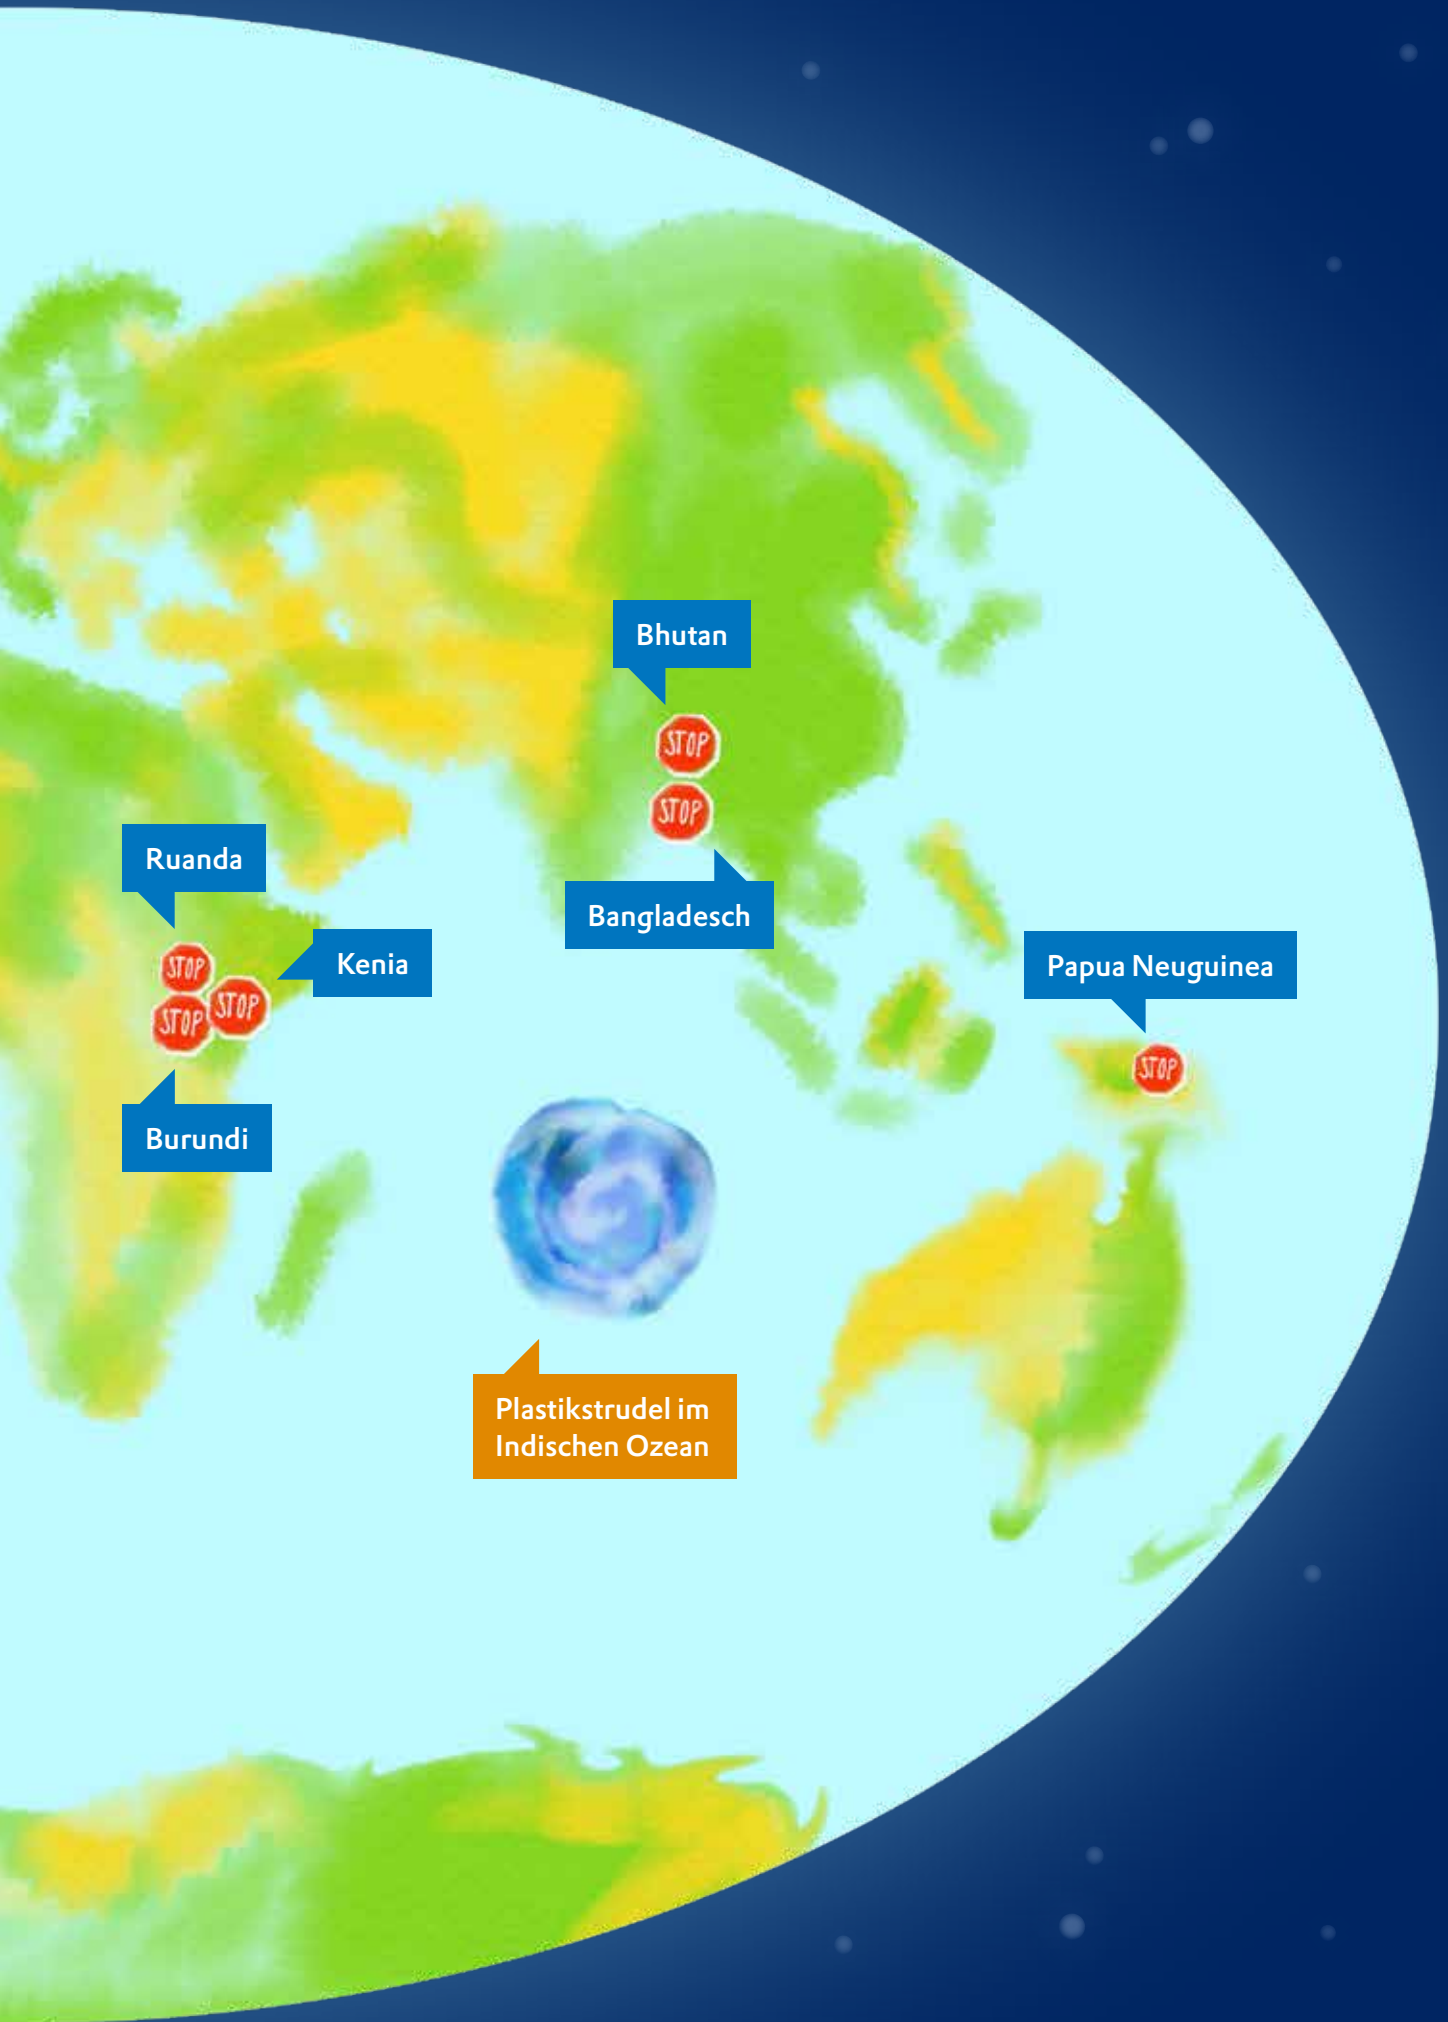 Bhutan
STOP
STOP
Bangladesch
Ruanda
STOP
STOP
STOP
Kenia
Burundi
Papua Neuguinea
STOP
Plastikstrudel im
Indischen Ozean